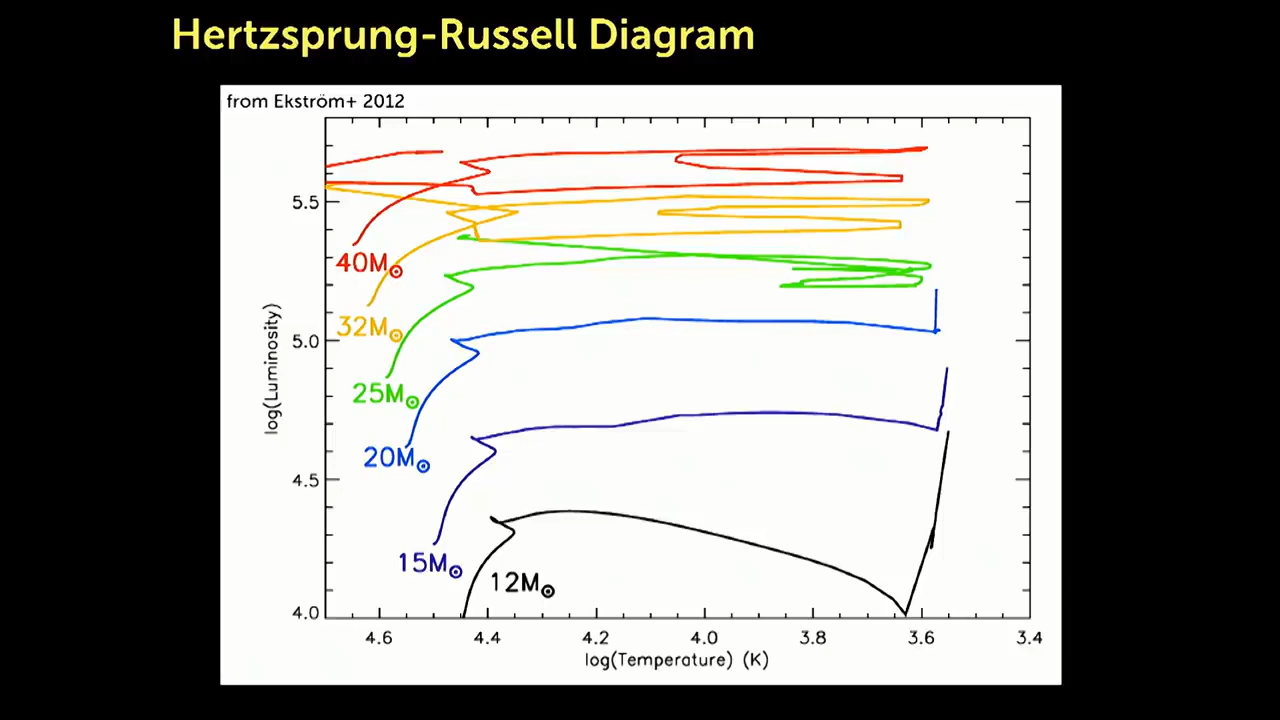 Hertzsprung-Russell Diagram
from Ekström+ 2012
5.5
5.0
4.5
4.0
log(Luminosity)
40M⊙
32M⊙
25M⊙
20M⊙
15M⊙
12M⊙
4.6 4.4 4.2 4.0 3.8 3.6 3.4
log(Temperature) (K)